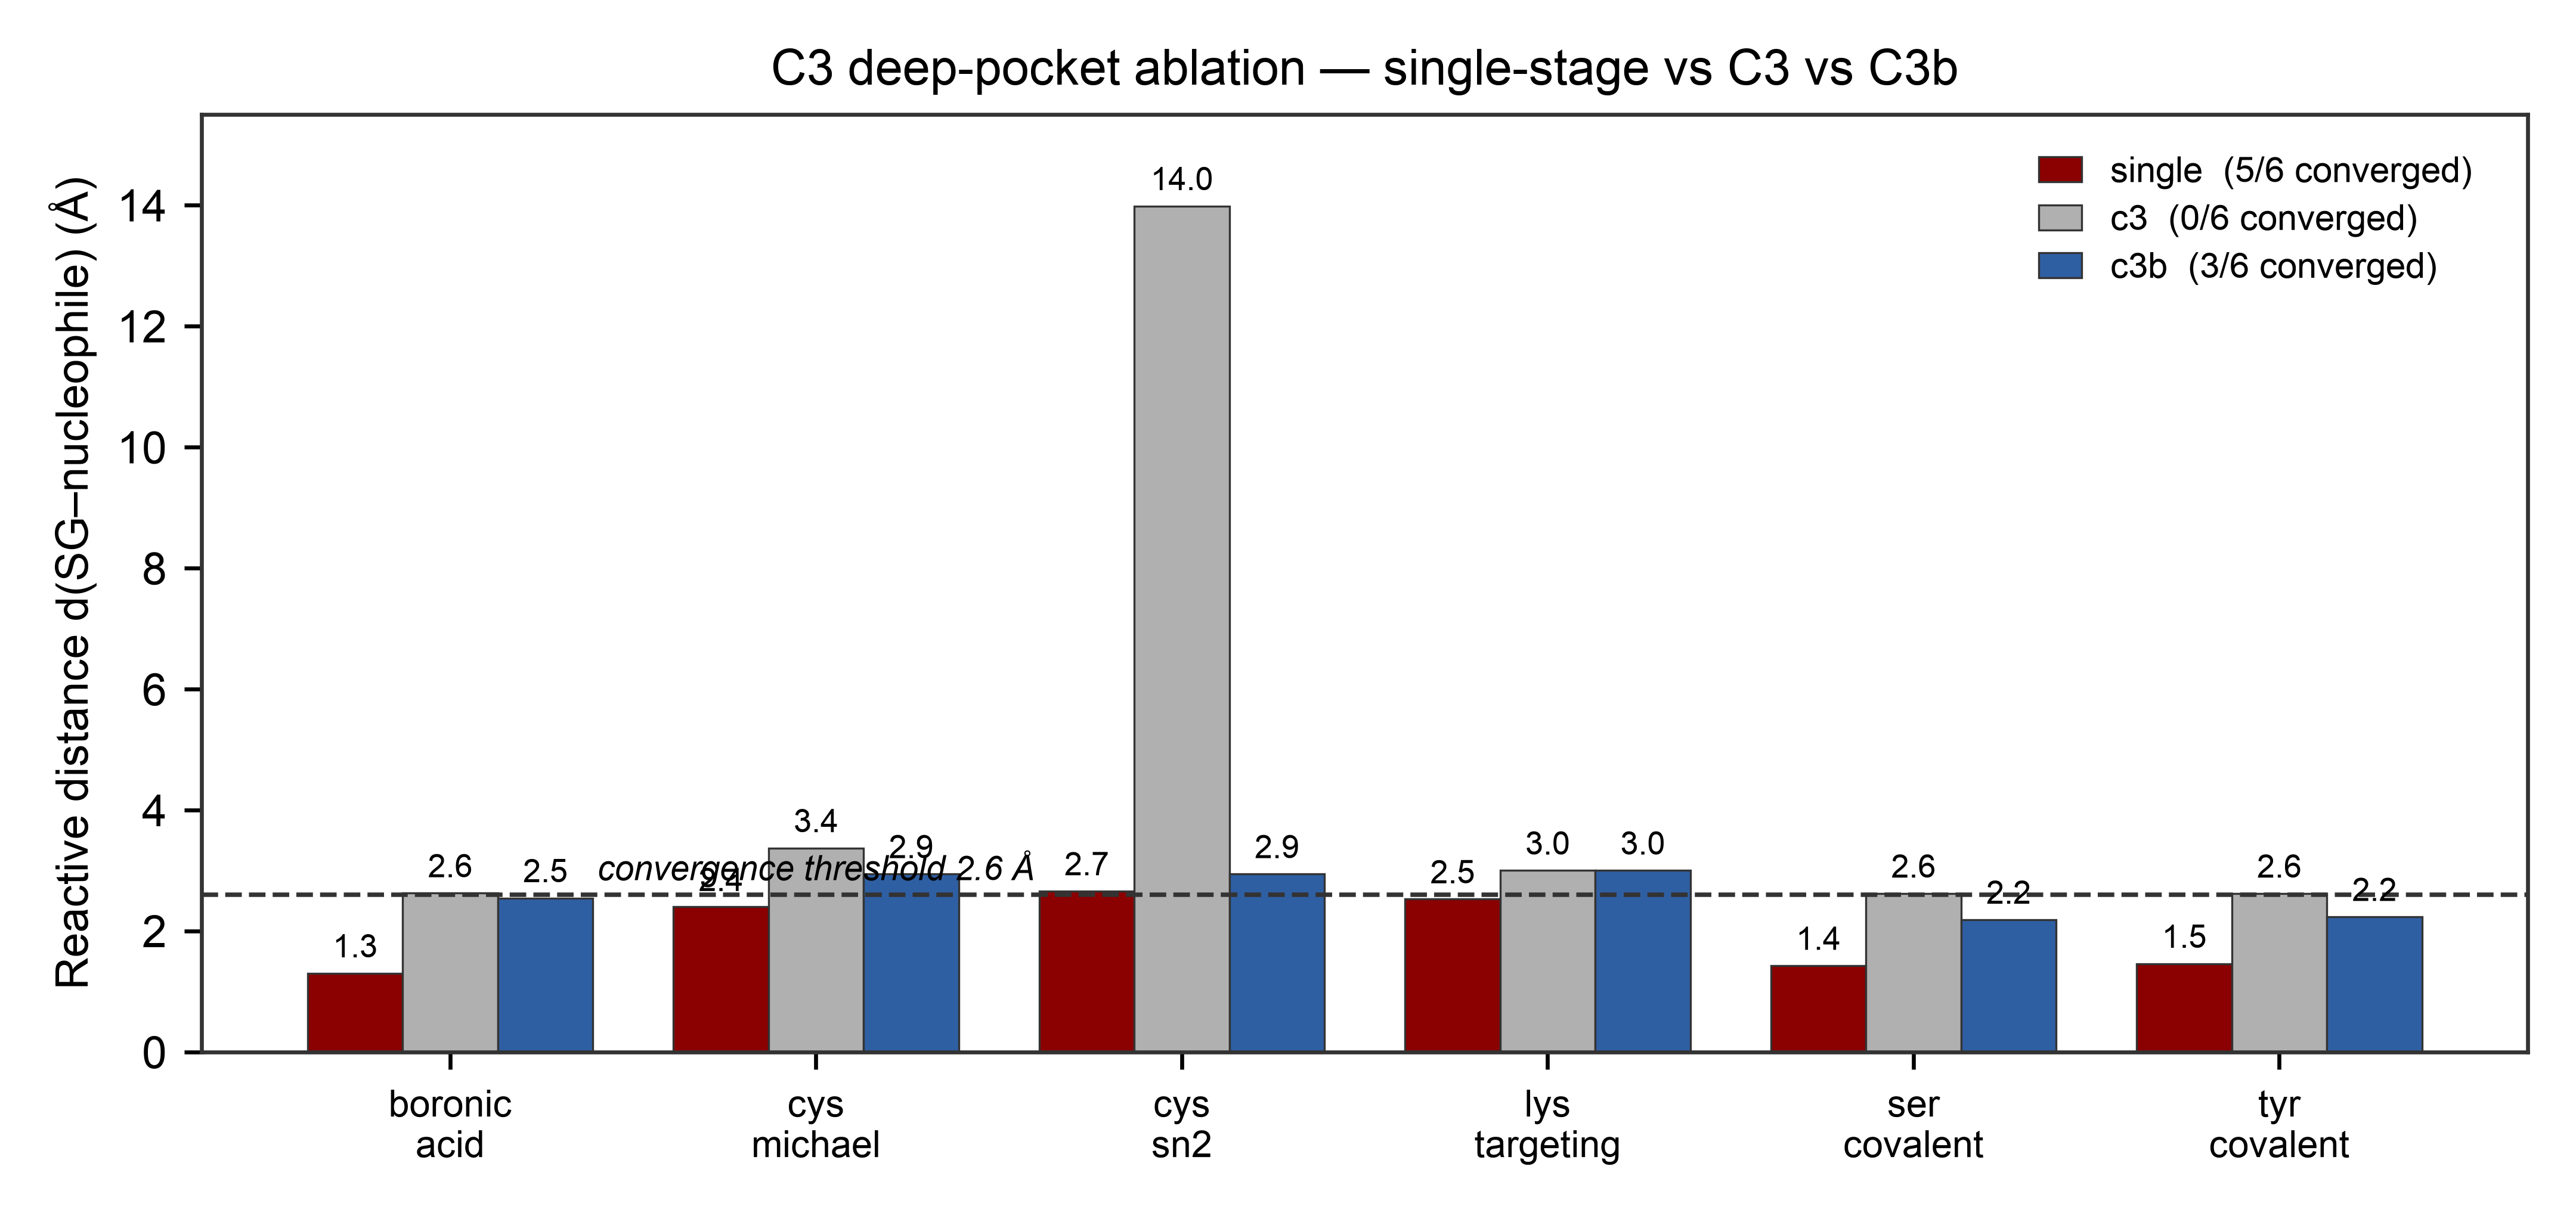 C3 deep-pocket ablation — single-stage vs C3 vs C3b
single (5/6 converged)
c3 (0/6 converged)
c3b (3/6 converged)
Reactive distance d(SG–nucleophile) (Å)
14
12
10
8
6
4
2
0
1.3
2.6
2.5
convergence threshold 2.6 Å
2.4
3.4
2.9
2.7
14.0
2.9
2.5
3.0
3.0
1.4
2.6
2.2
1.5
2.6
2.2
boronic
acid
cys
michael
cys
sn2
lys
targeting
ser
covalent
tyr
covalent